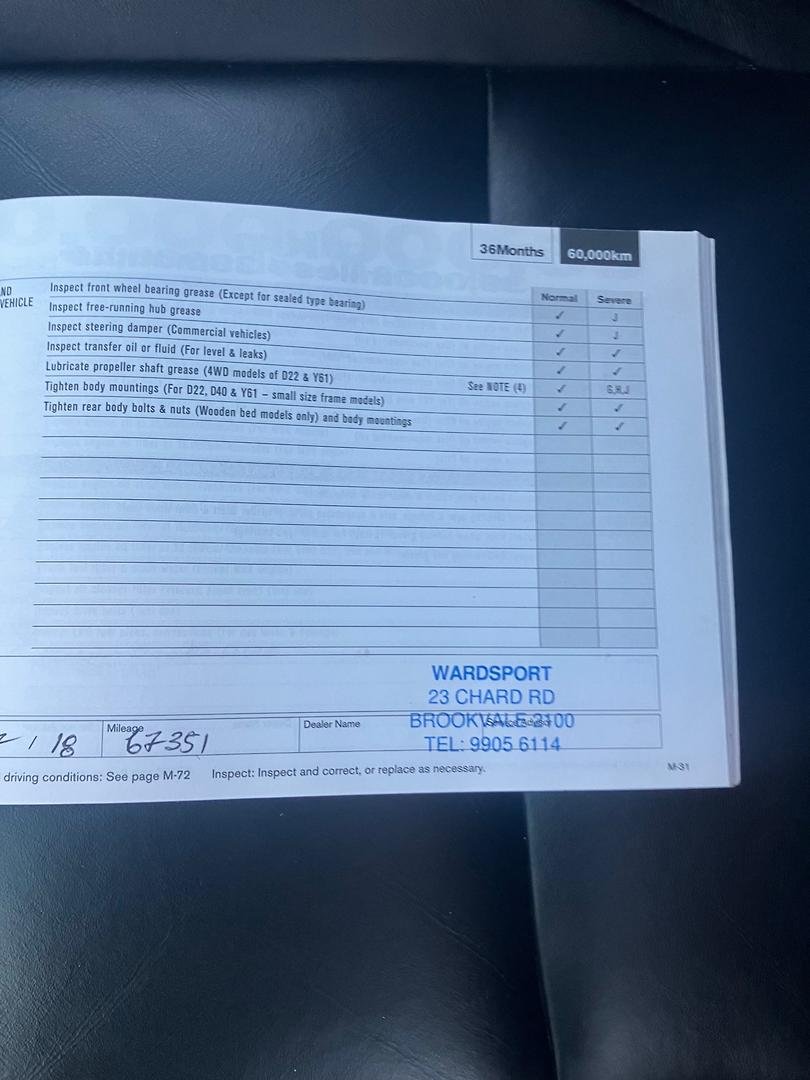 36Months 60,000km
ND
VEHICLE
Normal Severe
Inspect front wheel bearing grease (Except for sealed type bearing) ✓ J
Inspect free-running hub grease ✓ J
Inspect steering damper (Commercial vehicles) ✓ ✓
Inspect transfer oil or fluid (For level & leaks) ✓ ✓
Lubricate propeller shaft grease (4WD models of D22 & Y61) See NOTE (4) ✓ G,H,J
Tighten body mountings (For D22, D40 & Y61 – small size frame models) ✓ ✓
Tighten rear body bolts & nuts (Wooden bed models only) and body mountings ✓ ✓
WARDSPORT
23 CHARD RD
BROOKVALE 2100
TEL: 9905 6114
/ 18
Mileage
67351
Dealer Name
driving conditions: See page M-72 Inspect: Inspect and correct, or replace as necessary.
M-31